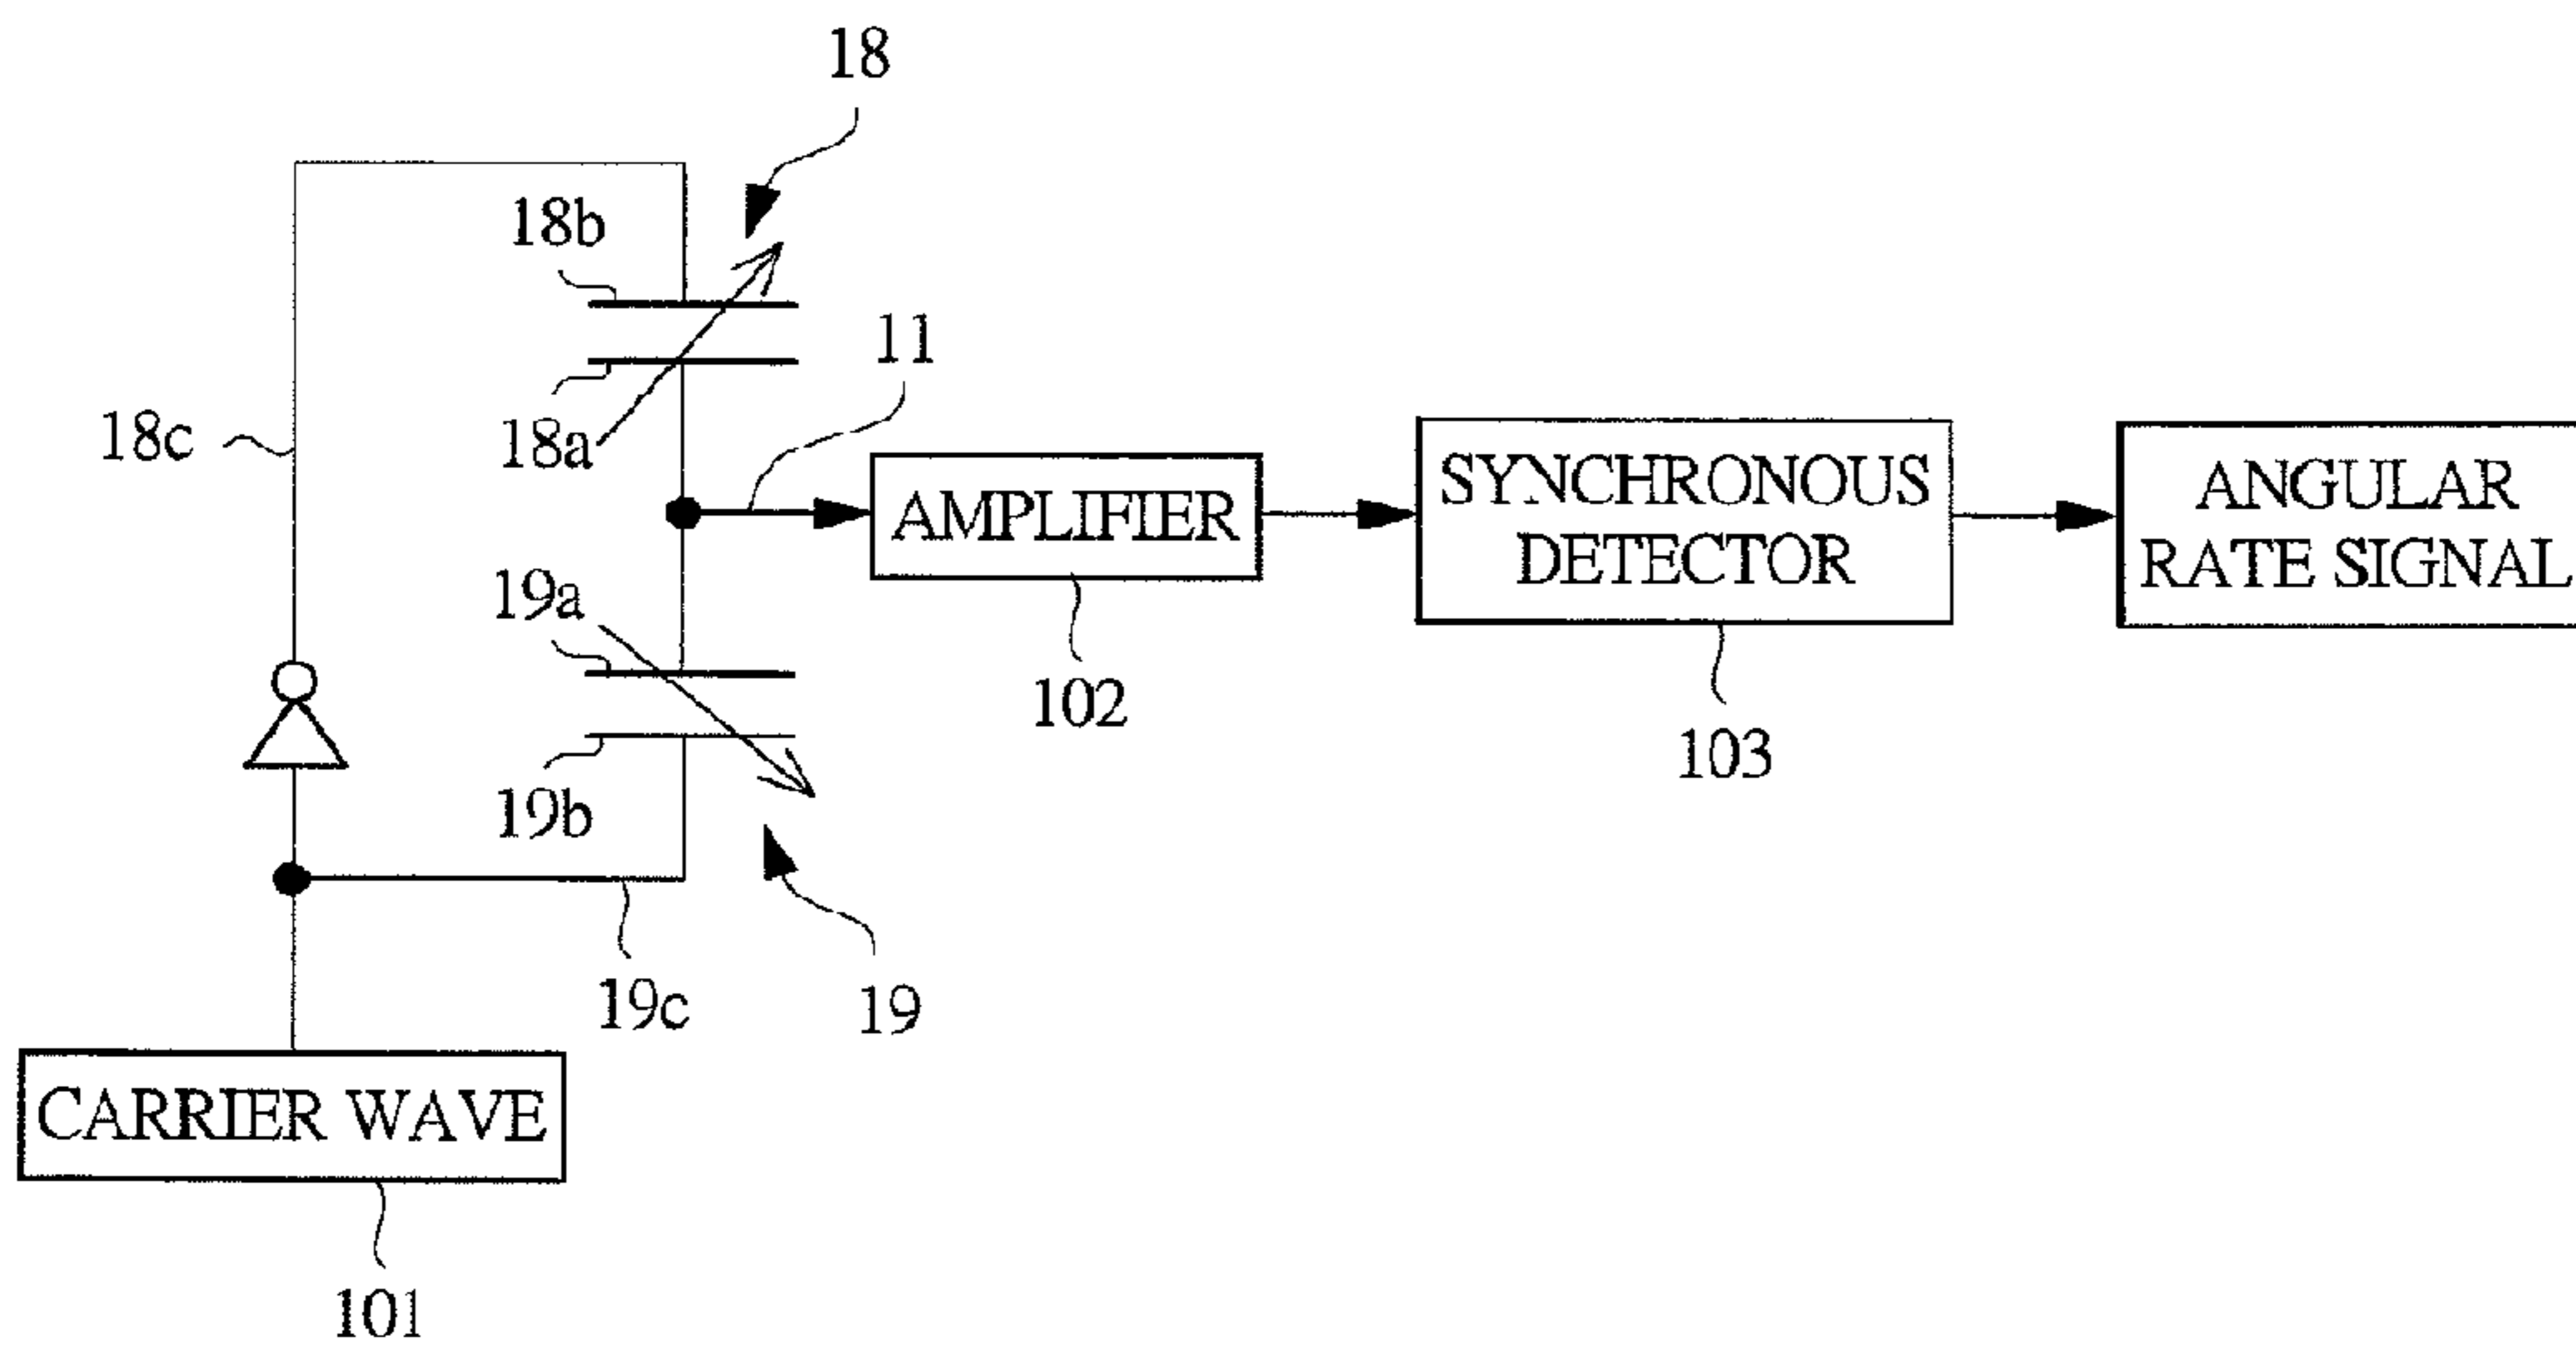 18
18b
11
18c
18a
AMPLIFIER
SYNCHRONOUS
DETECTOR
ANGULAR
RATE SIGNAL
19a
102
103
19b
19c
19
CARRIER WAVE
101